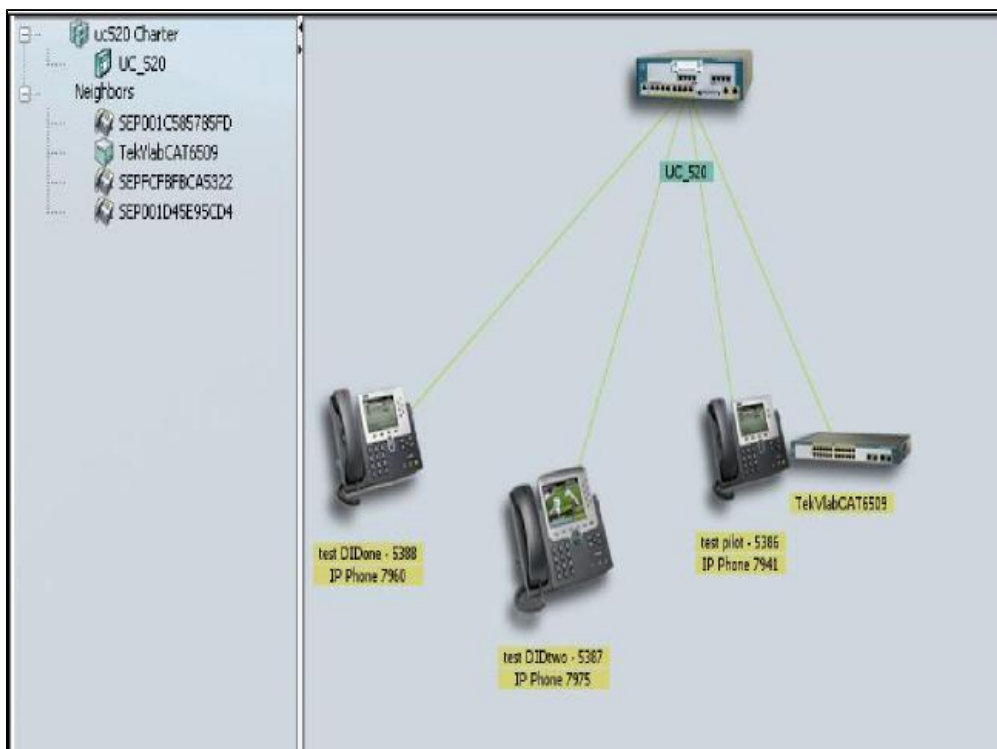 uc520 Charter
UC_520
Neighbors
SEP001C585785FD
TekVlabCAT6509
SEPFCFBFBCA5322
SEP001D45E95CD4
UC_520
TekVlabCAT6509
test DIDone - 5388
IP Phone 7960
test pilot - 5386
IP Phone 7941
test DIDtwo - 5387
IP Phone 7975